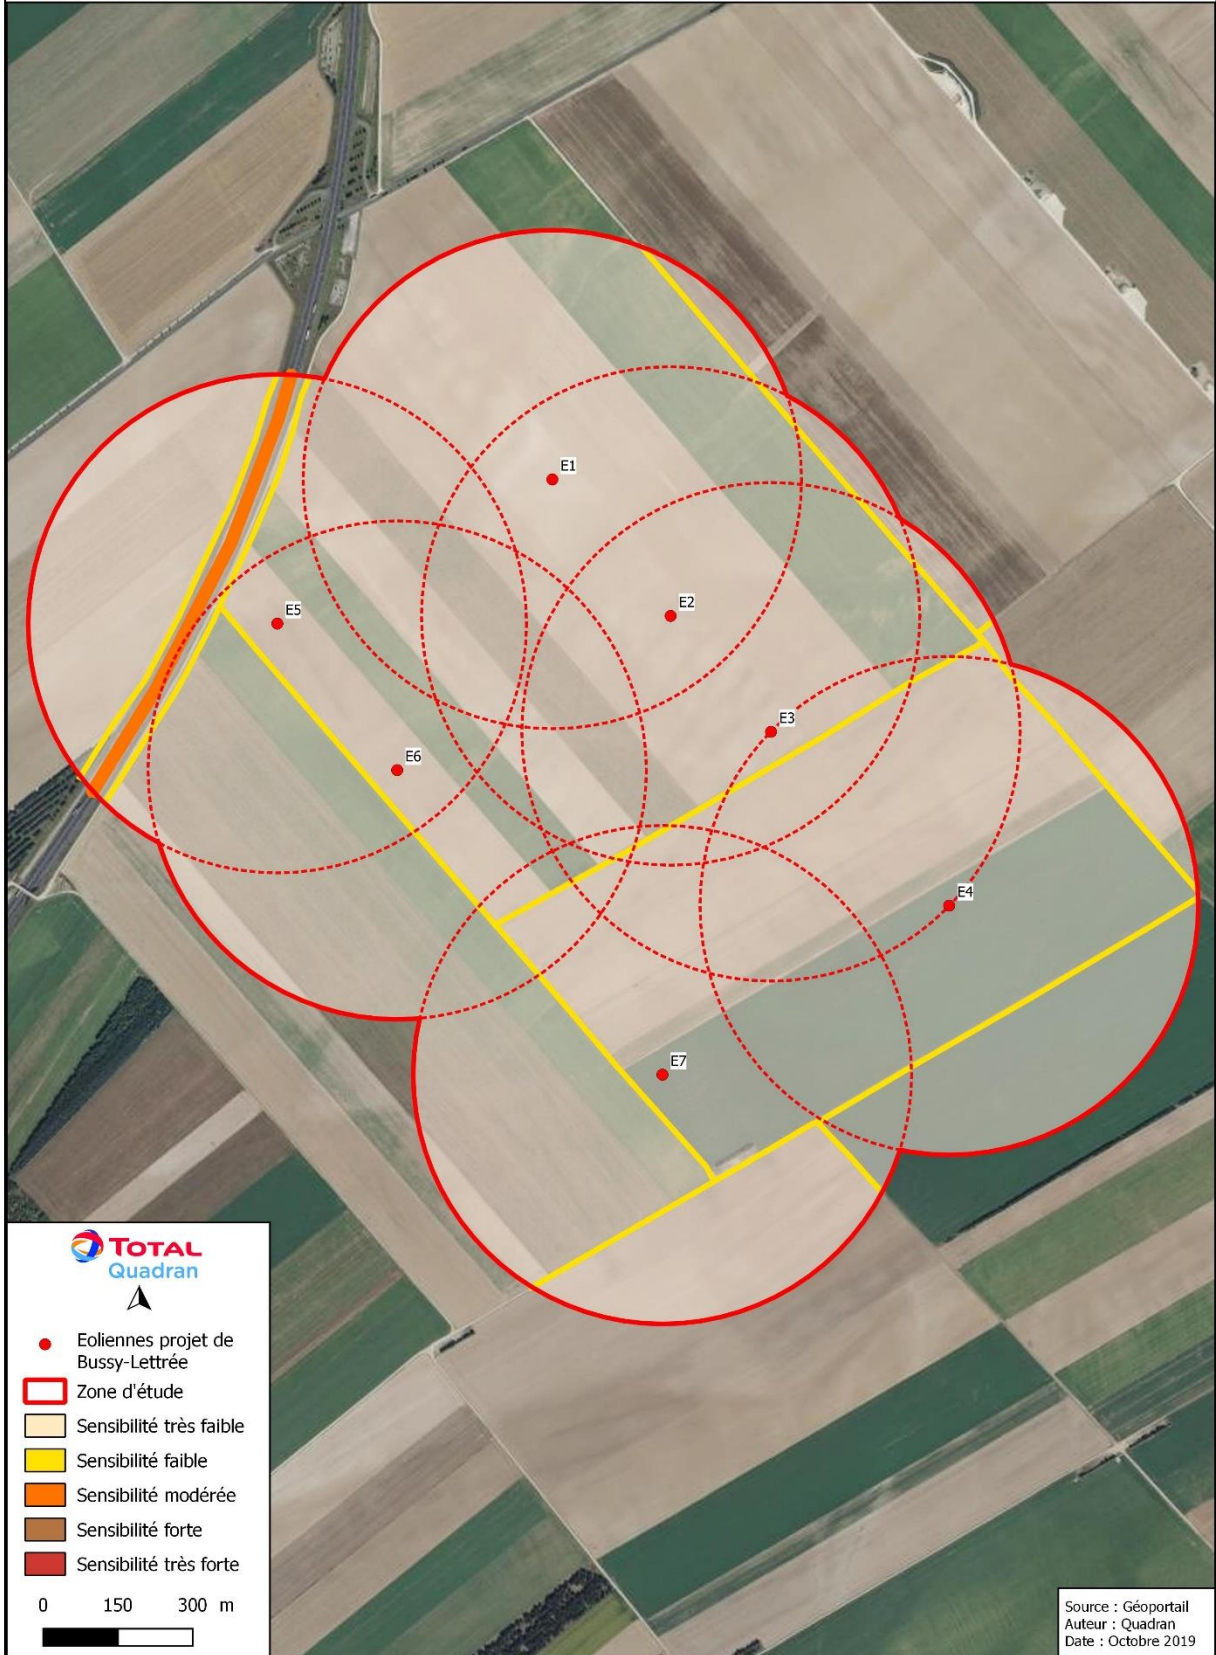 E1
E2
E5
E3
E6
E4
E7
TOTAL
Quadran
Eoliennes projet de
Bussy-Lettrée
Zone d'étude
Sensibilité très faible
Sensibilité faible
Sensibilité modérée
Sensibilité forte
Sensibilité très forte
0 150 300 m
Source : Géoportail
Auteur : Quadran
Date : Octobre 2019